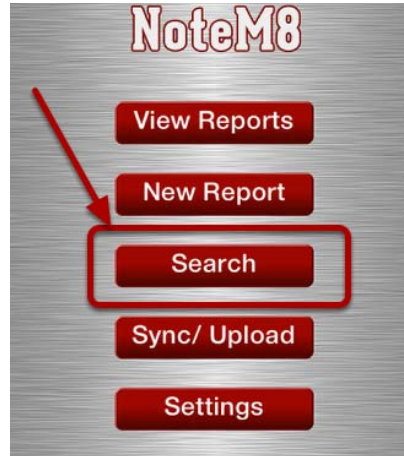 NoteM8
View Reports
New Report
Search
Sync/ Upload
Settings